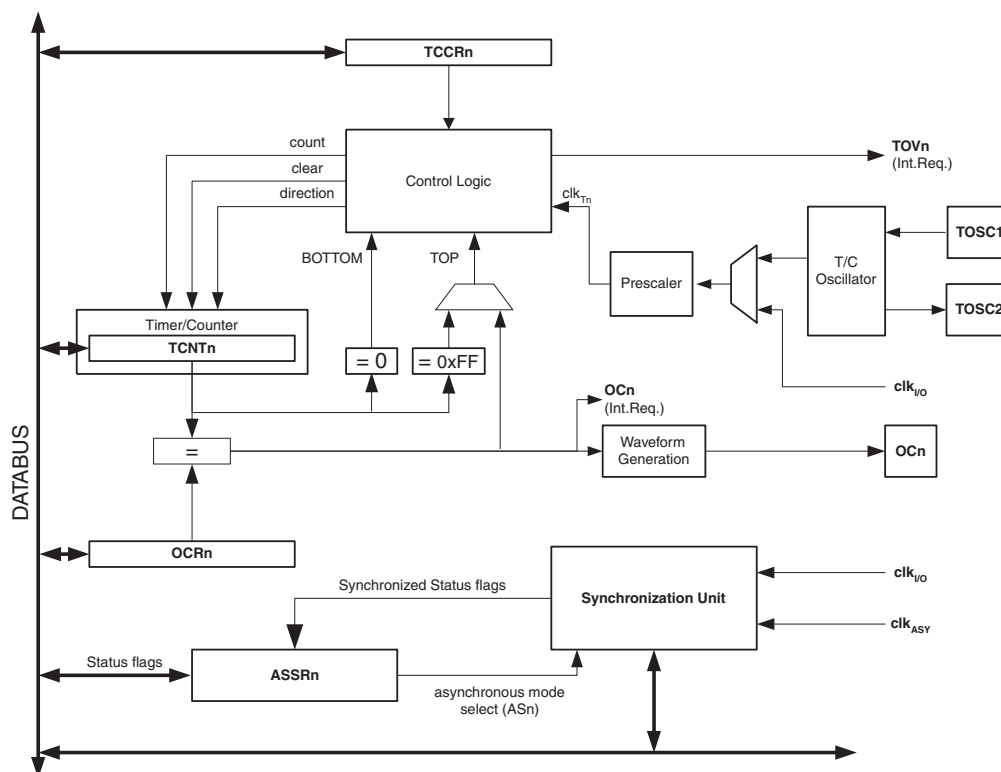 TCCRn
count
clear
direction
Control Logic
TOVn
(Int.Req.)
clkTn
BOTTOM
TOP
Prescaler
T/C
Oscillator
TOSC1
TOSC2
Timer/Counter
TCNTn
= 0
= 0xFF
clkI/O
OCn
(Int.Req.)
=
Waveform
Generation
OCn
DATABUS
OCRn
Synchronized Status flags
Synchronization Unit
clkI/O
clkASY
Status flags
ASSRn
asynchronous mode
select (ASn)